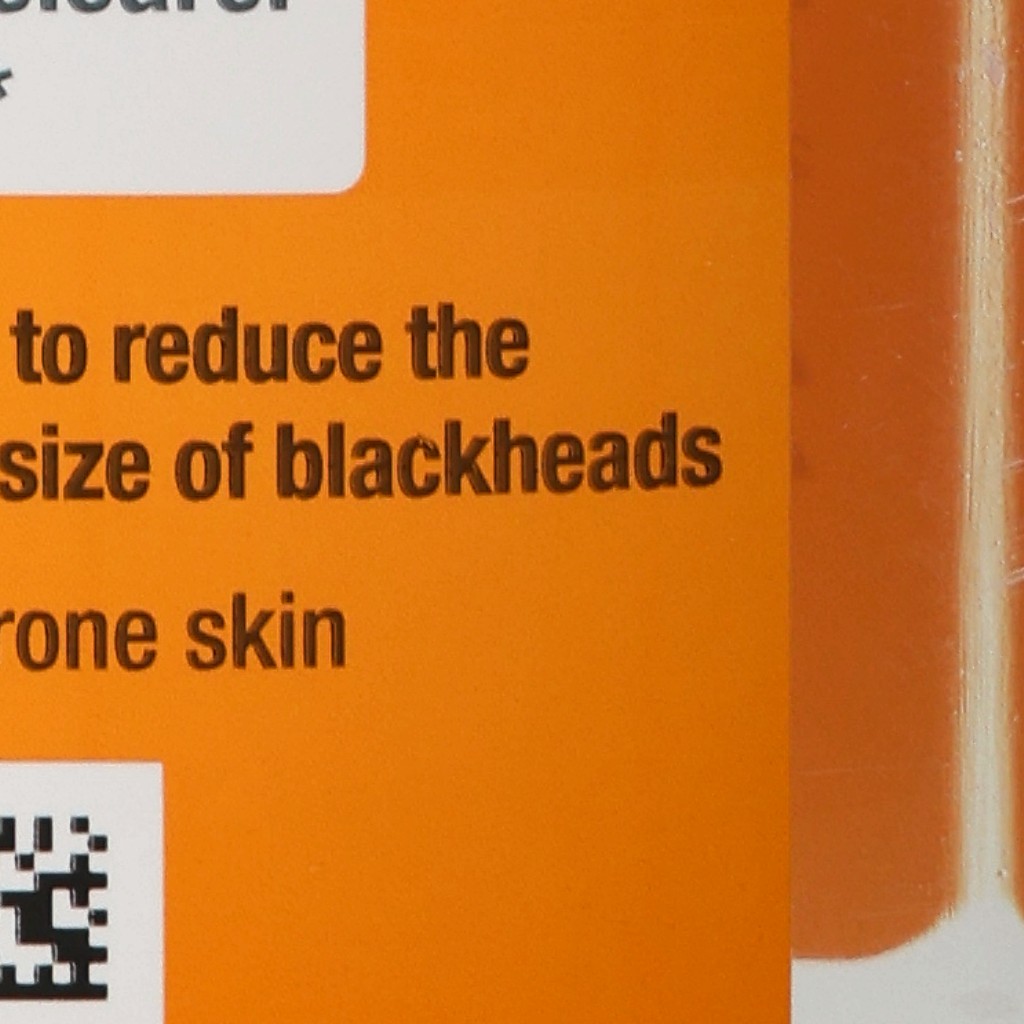 *
to reduce the
size of blackheads
rone skin